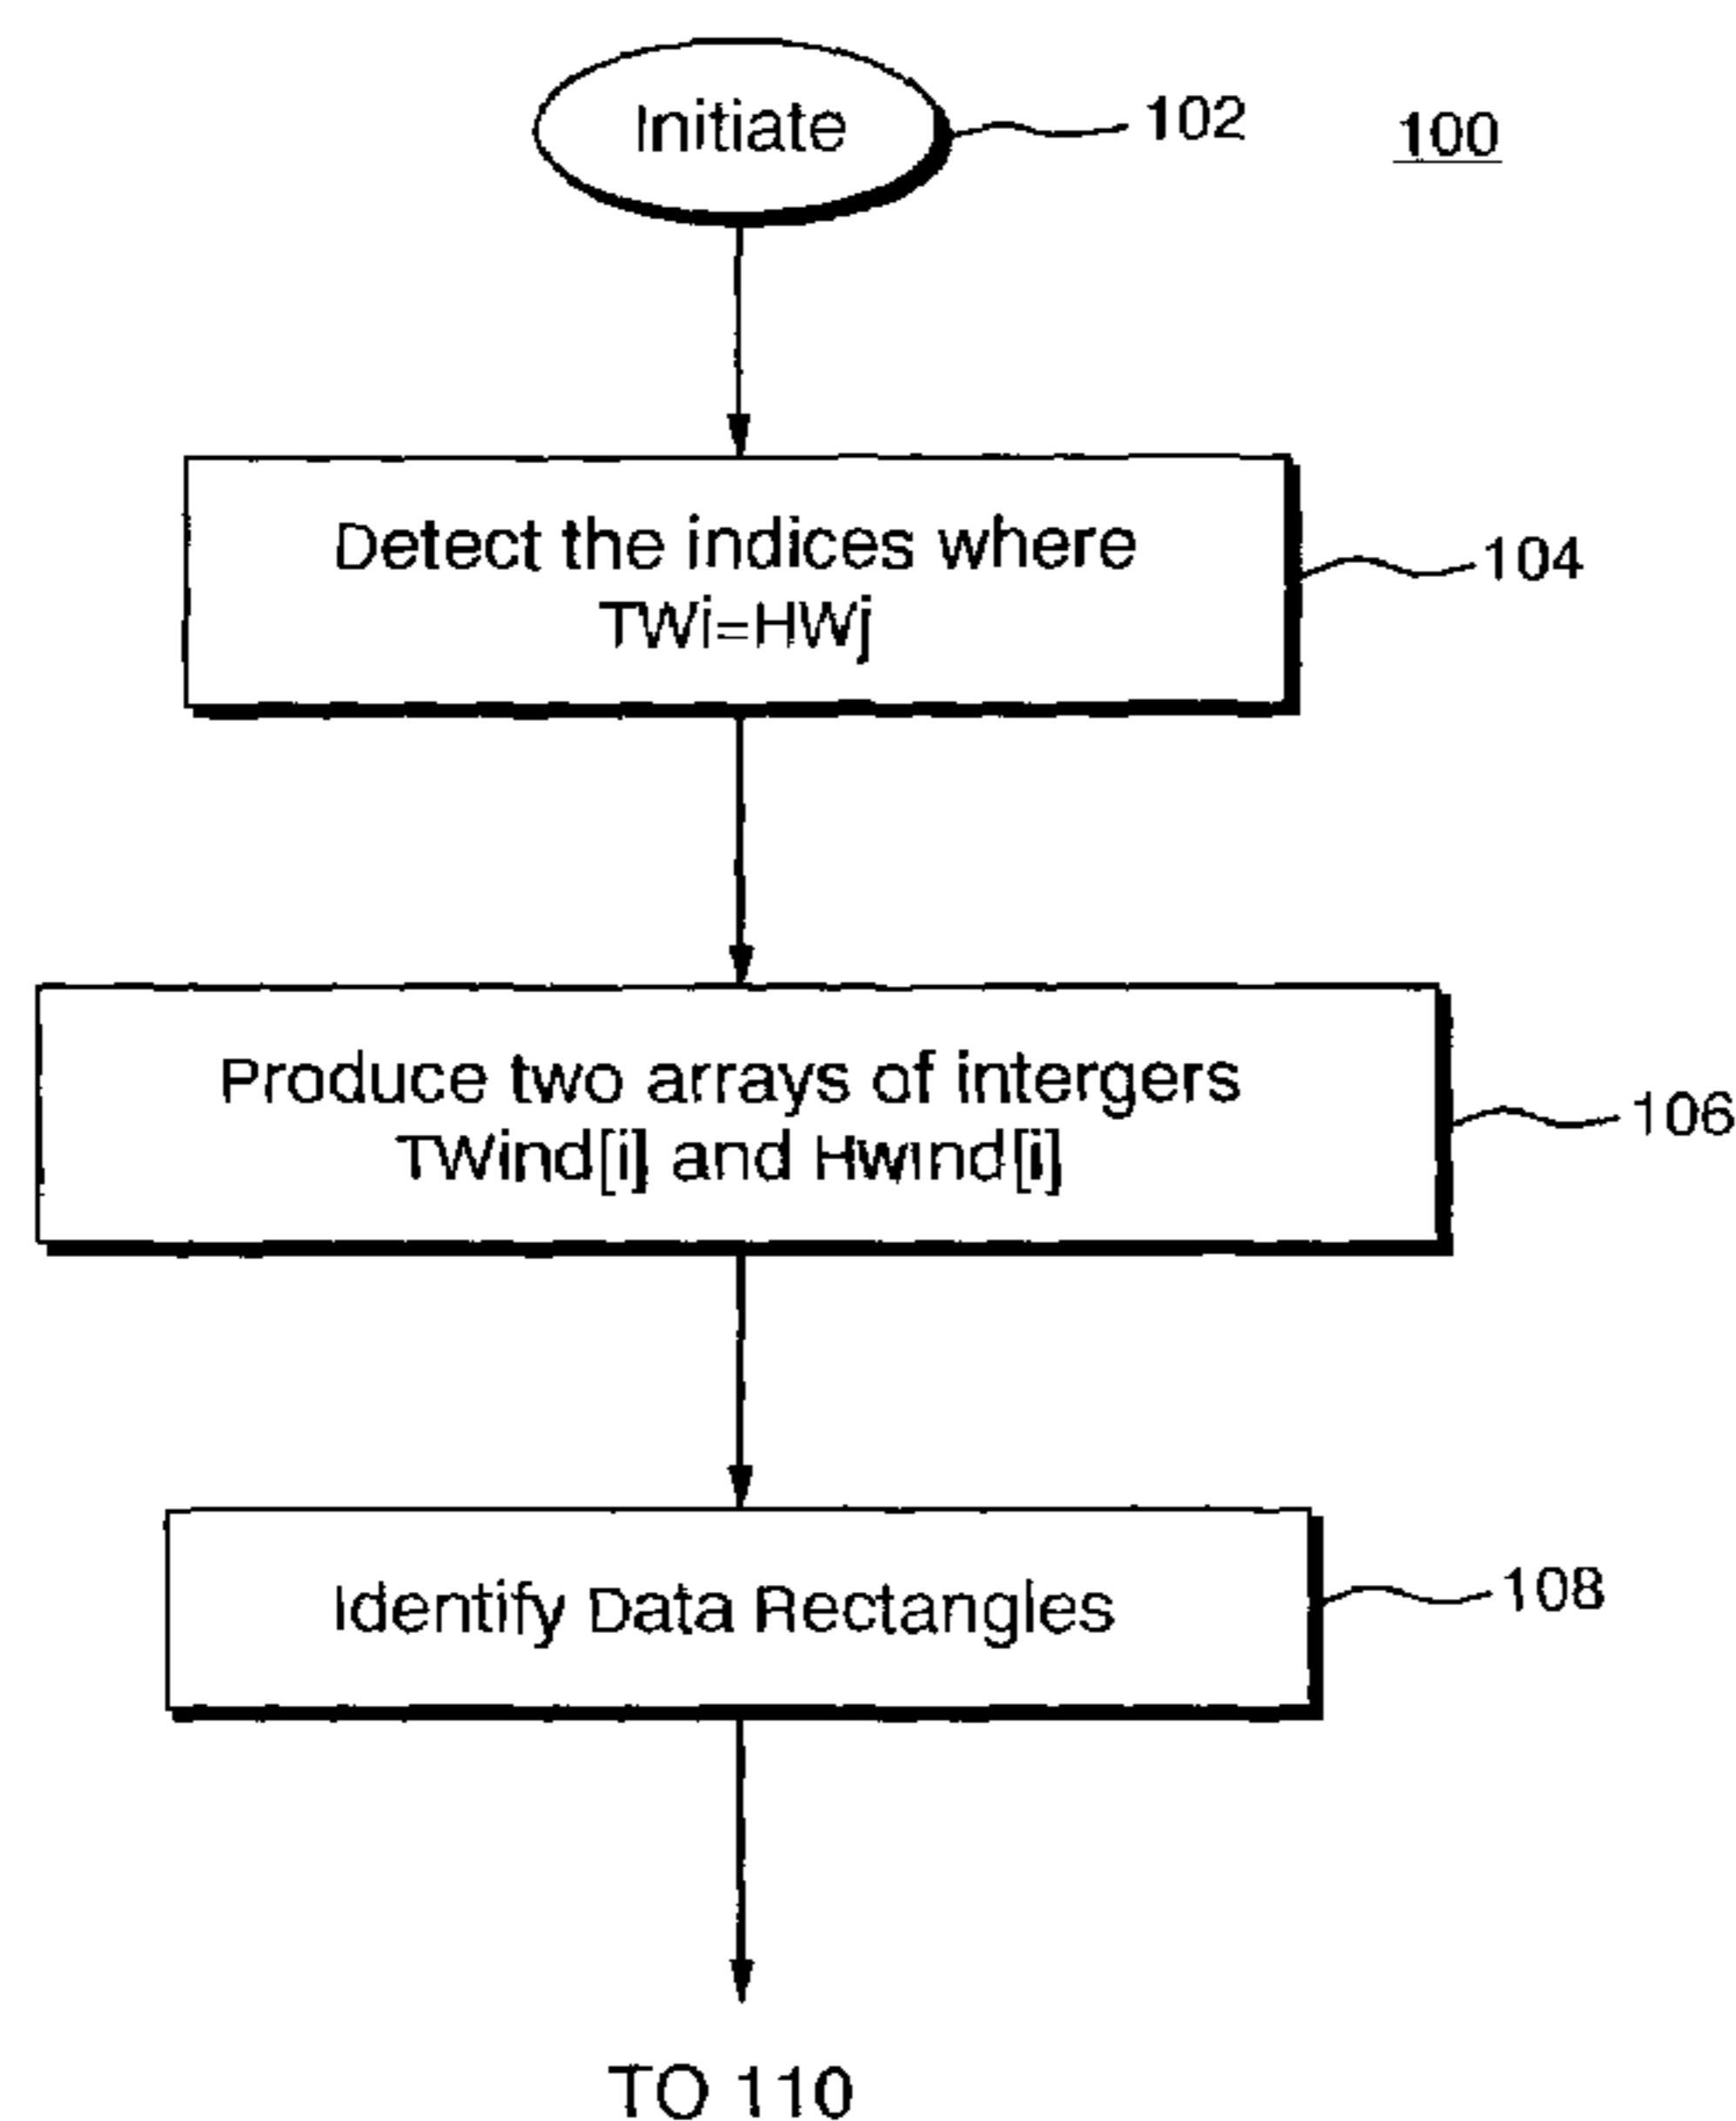 Initiate
102
100
Detect the indices where
TWi=HWj
104
Produce two arrays of intergers
TWind[i] and Hwind[i]
106
Identify Data Rectangles
108
TO 110